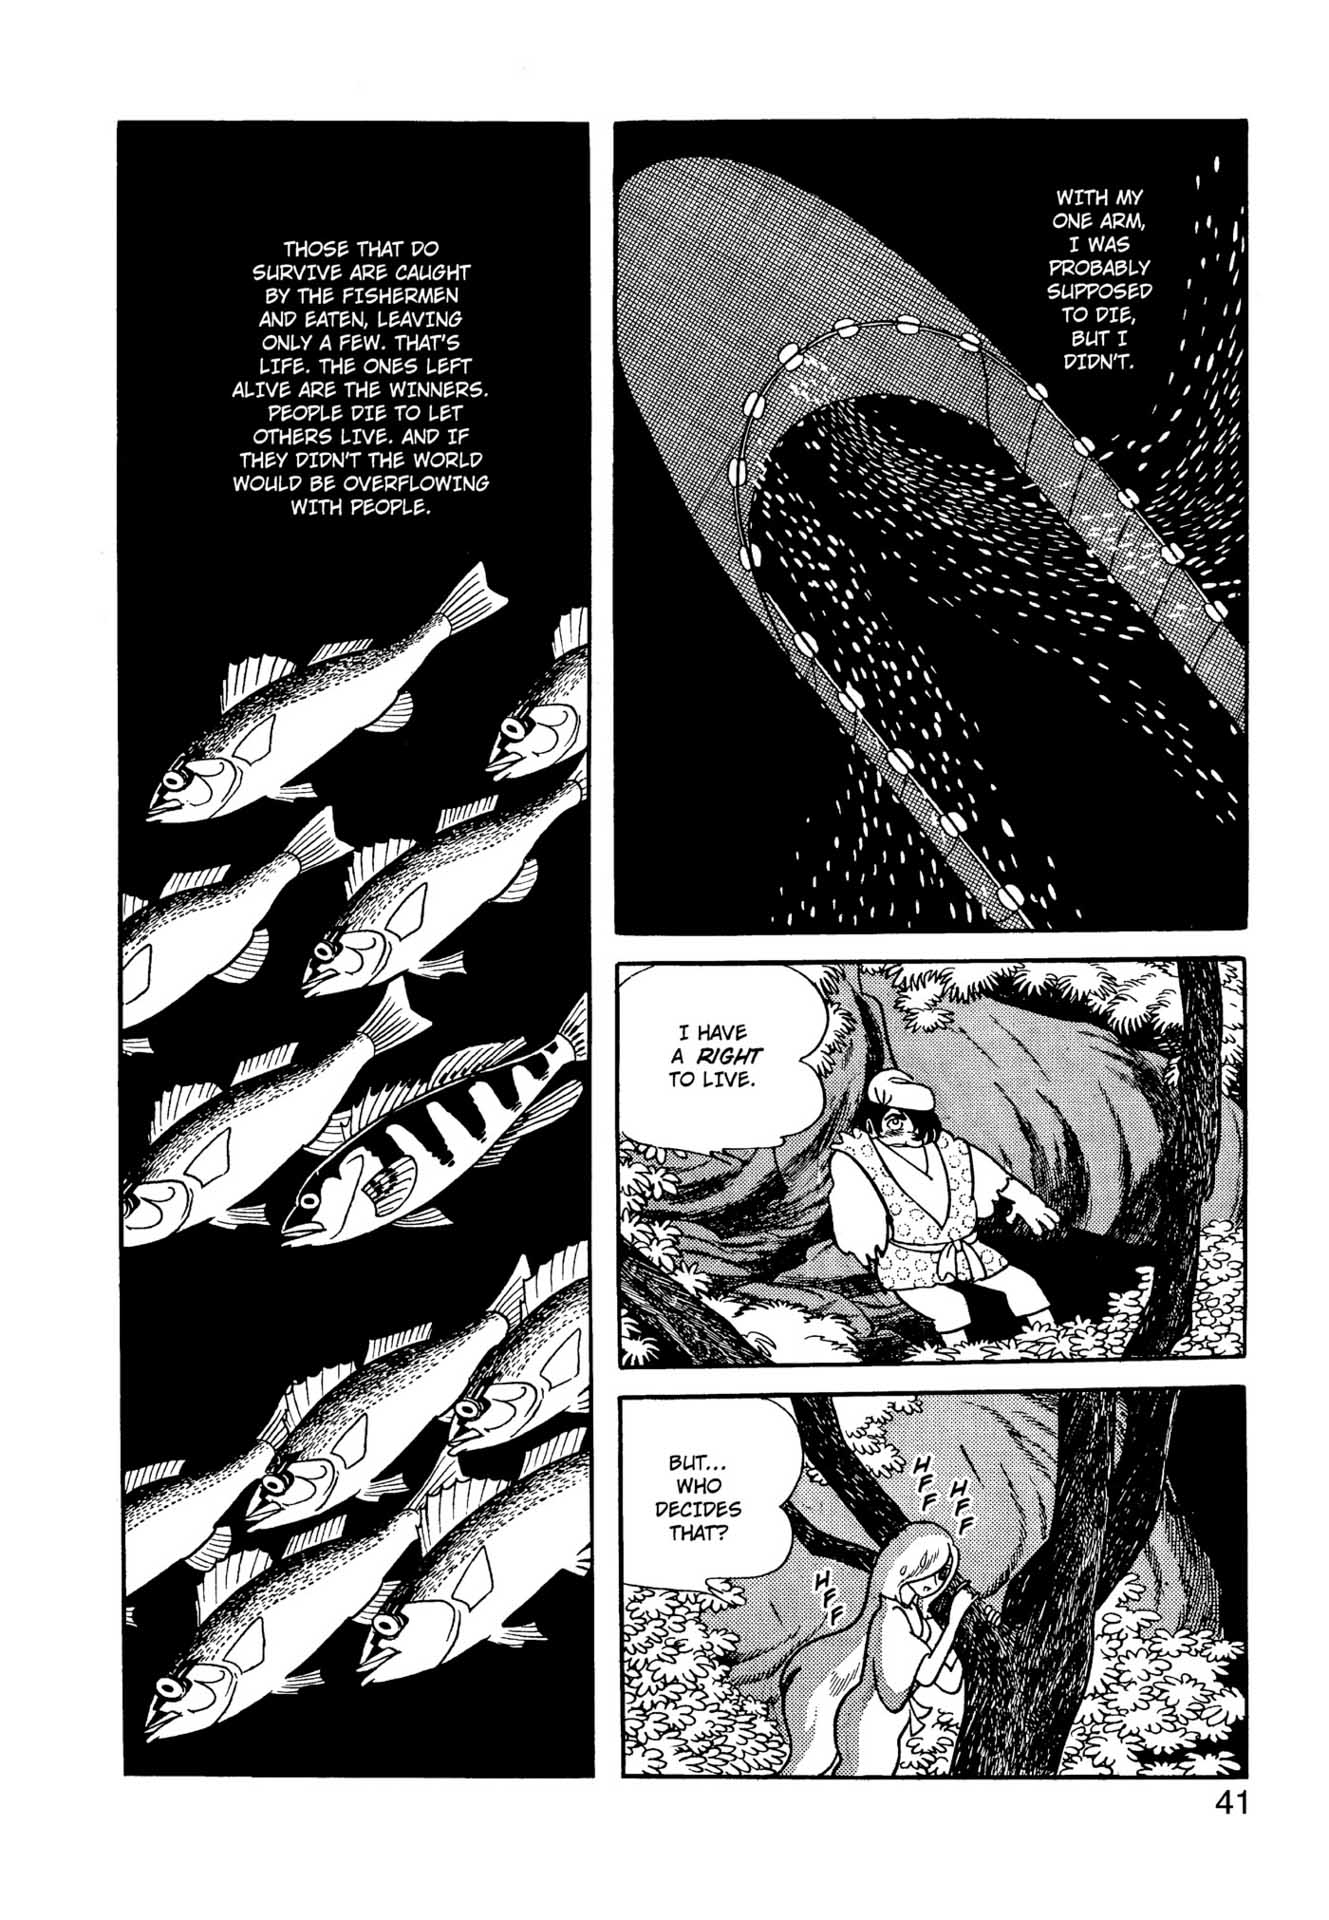 THOSE THAT DO
SURVIVE ARE CAUGHT
BY THE FISHERMEN
AND EATEN, LEAVING
ONLY A FEW. THAT'S
LIFE. THE ONES LEFT
ALIVE ARE THE WINNERS.
PEOPLE DIE TO LET
OTHERS LIVE. AND IF
THEY DIDN'T THE WORLD
WOULD BE OVERFLOWING
WITH PEOPLE.
WITH MY
ONE ARM,
I WAS
PROBABLY
SUPPOSED
TO DIE,
BUT I
DIDN'T.
I HAVE
A RIGHT
TO LIVE.
BUT...
WHO
DECIDES
THAT?
HFF
HFF
HFF
41